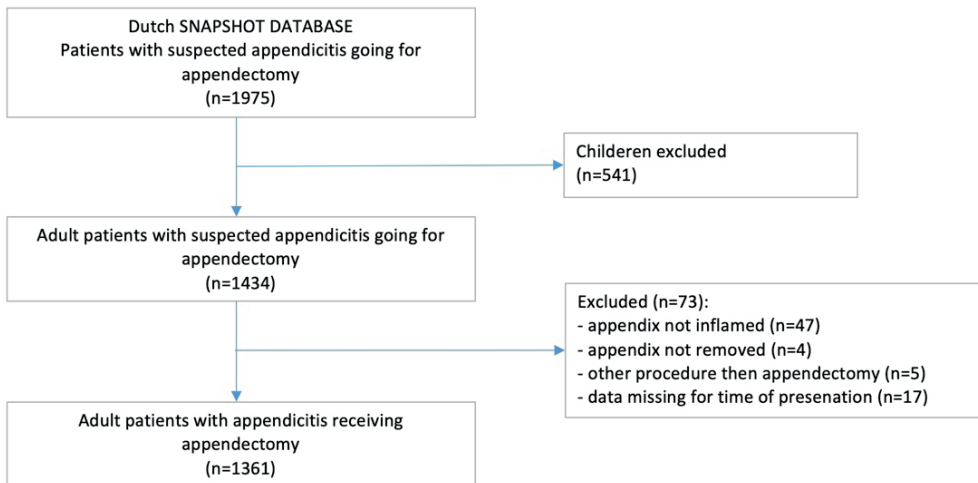 Dutch SNAPSHOT DATABASE
Patients with suspected appendicitis going for
appendectomy
(n=1975)
Childeren excluded
(n=541)
Adult patients with suspected appendicitis going for
appendectomy
(n=1434)
Excluded (n=73):
- appendix not inflamed (n=47)
- appendix not removed (n=4)
- other procedure then appendectomy (n=5)
- data missing for time of presenation (n=17)
Adult patients with appendicitis receiving
appendectomy
(n=1361)